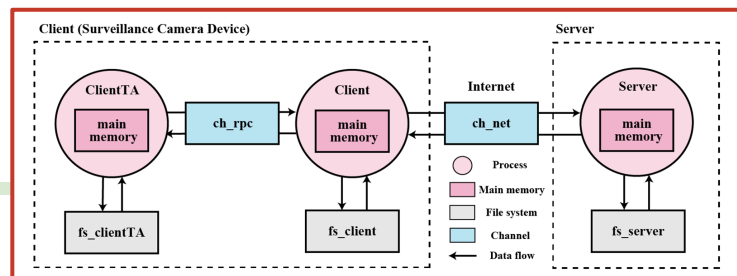 Client (Surveillance Camera Device)
Server
ClientTA
main
memory
ch_rpc
Client
main
memory
Internet
ch_net
Server
main
memory
Process
Main memory
File system
Channel
Data flow
fs_clientTA
fs_client
fs_server